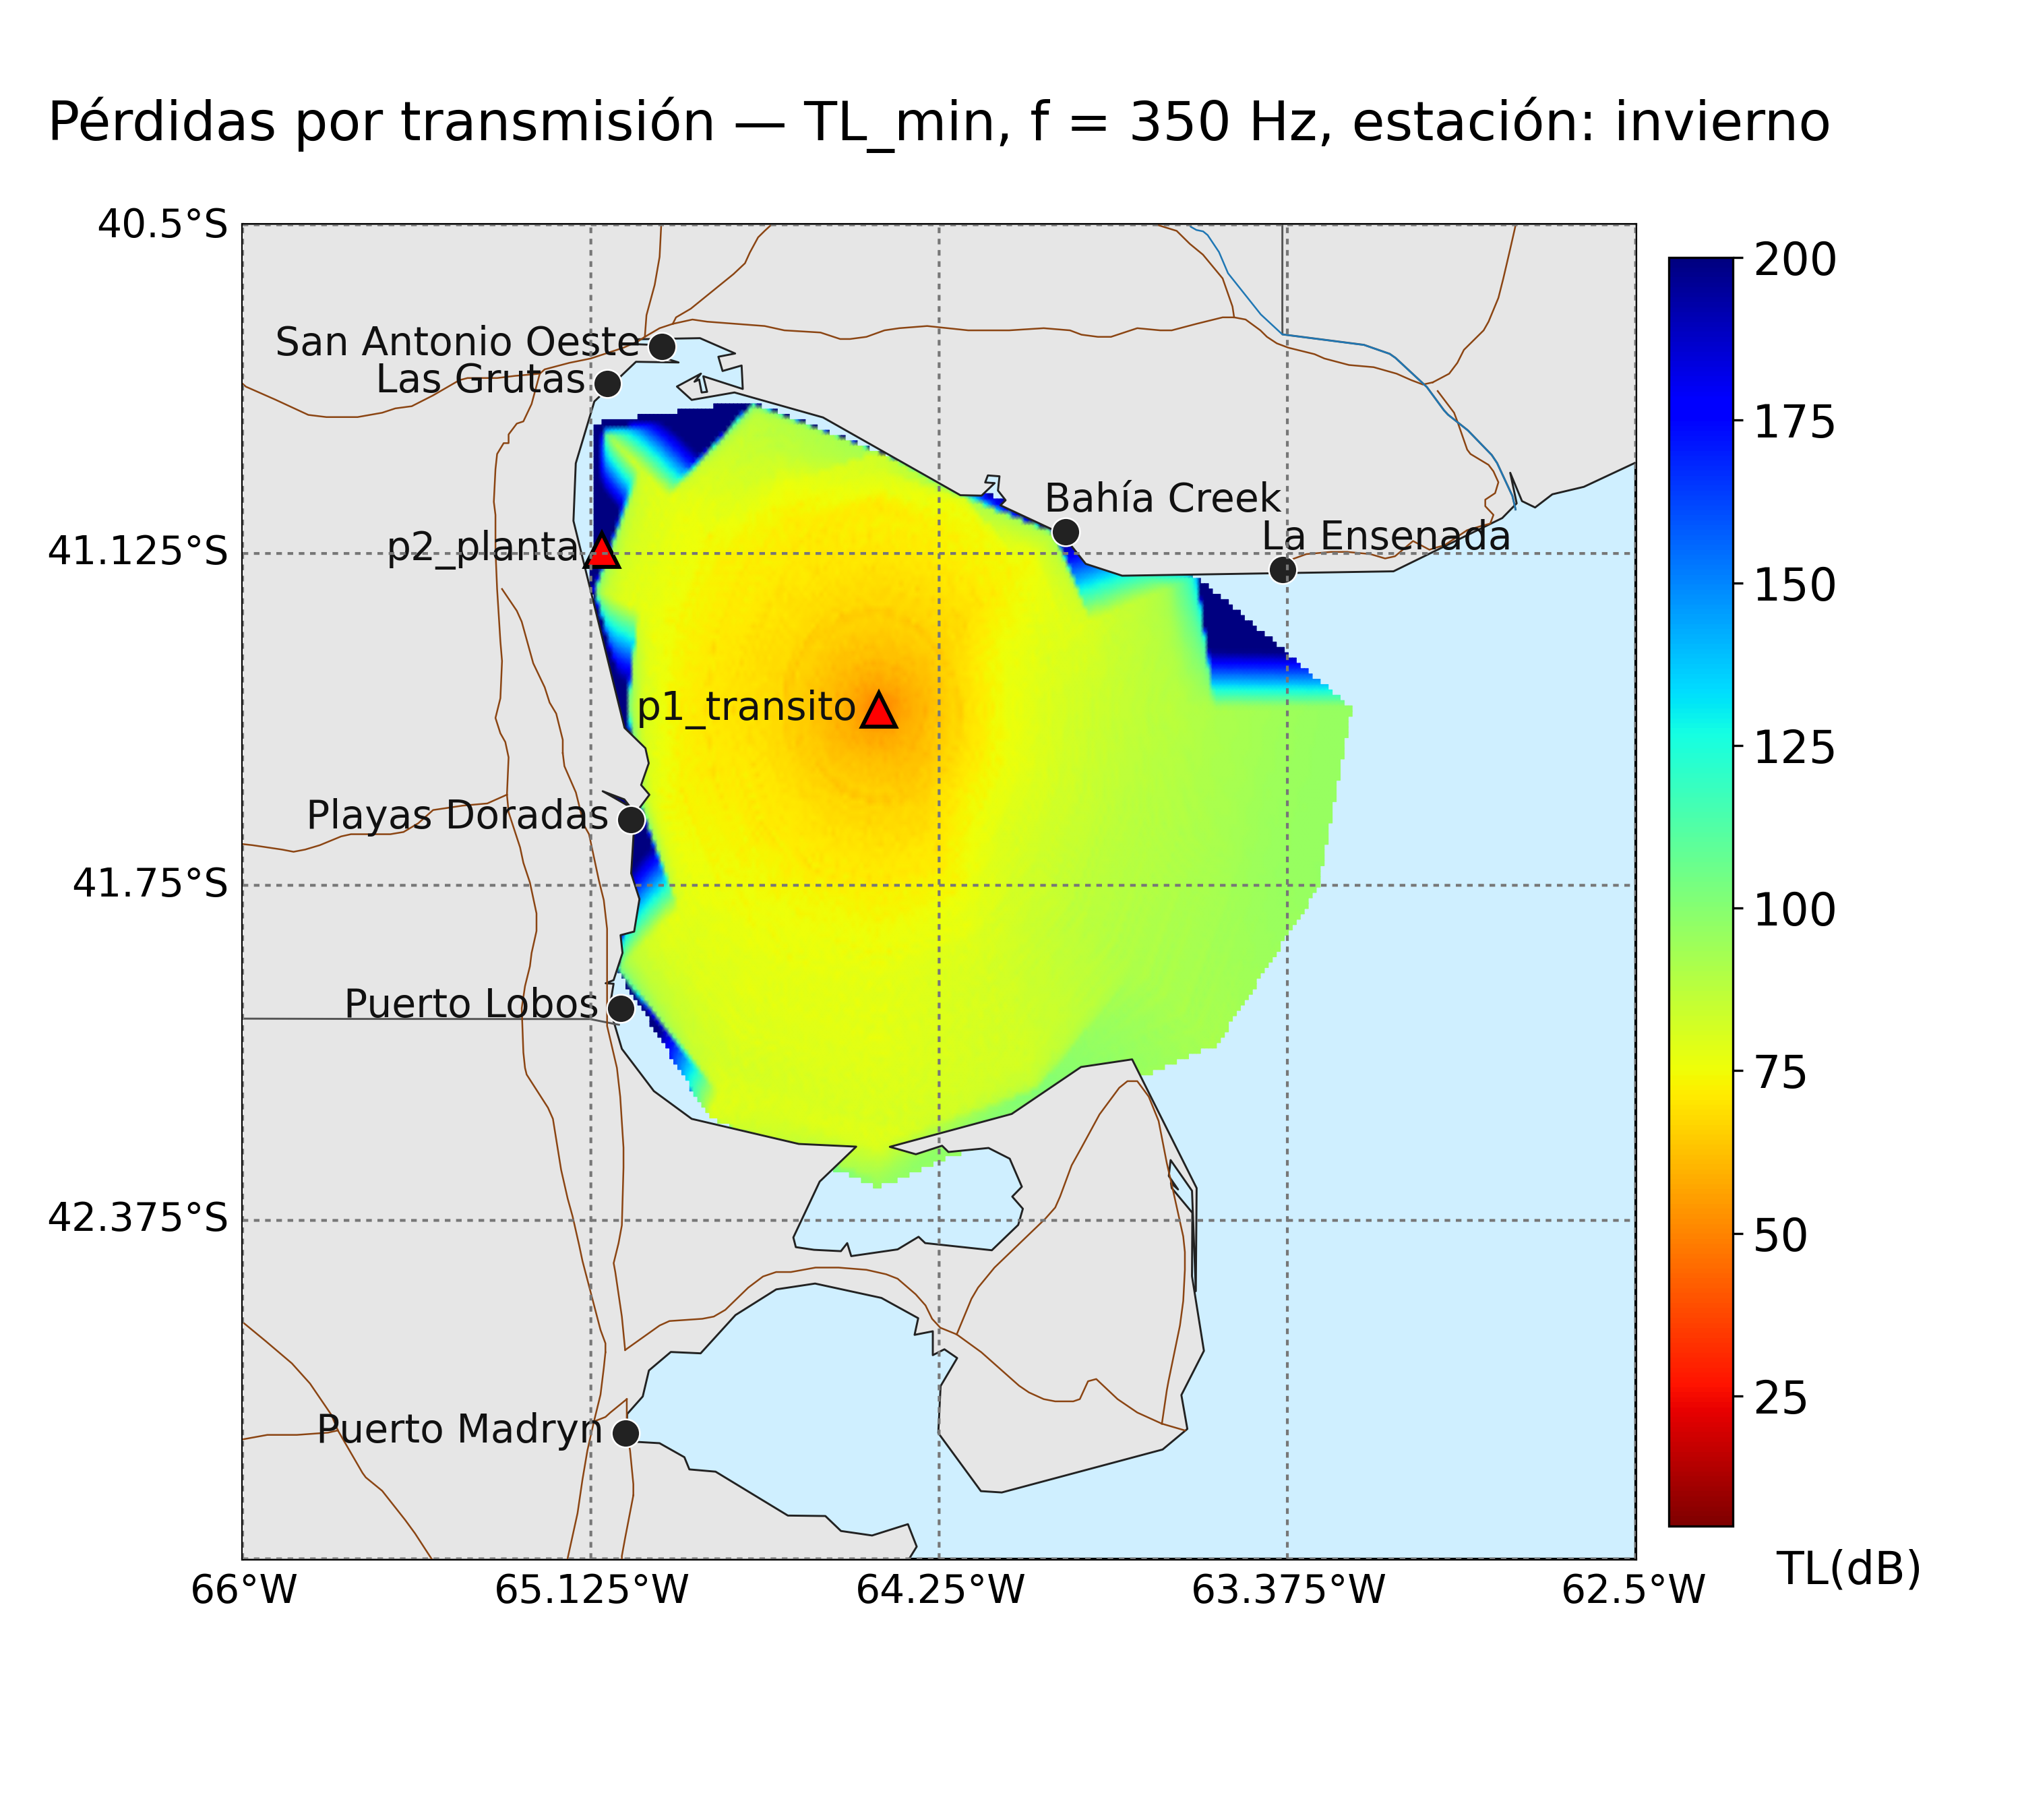 Pérdidas por transmisión — TL_min, f = 350 Hz, estación: invierno
40.5°S
200
San Antonio Oeste
Las Grutas
175
Bahía Creek
La Ensenada
p2_planta
41.125°S
150
p1_transito
125
Playas Doradas
41.75°S
100
Puerto Lobos
75
42.375°S
50
25
Puerto Madryn
TL(dB)
66°W 65.125°W 64.25°W 63.375°W 62.5°W